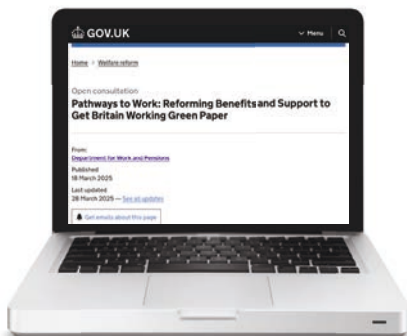 GOV.UK
Menu
Home > Welfare reform
Open consultation
Pathways to Work: Reforming Benefits and Support to
Get Britain Working Green Paper
From:
Department for Work and Pensions
Published
18 March 2025
Last updated
28 March 2025 — See all updates
Get emails about this page